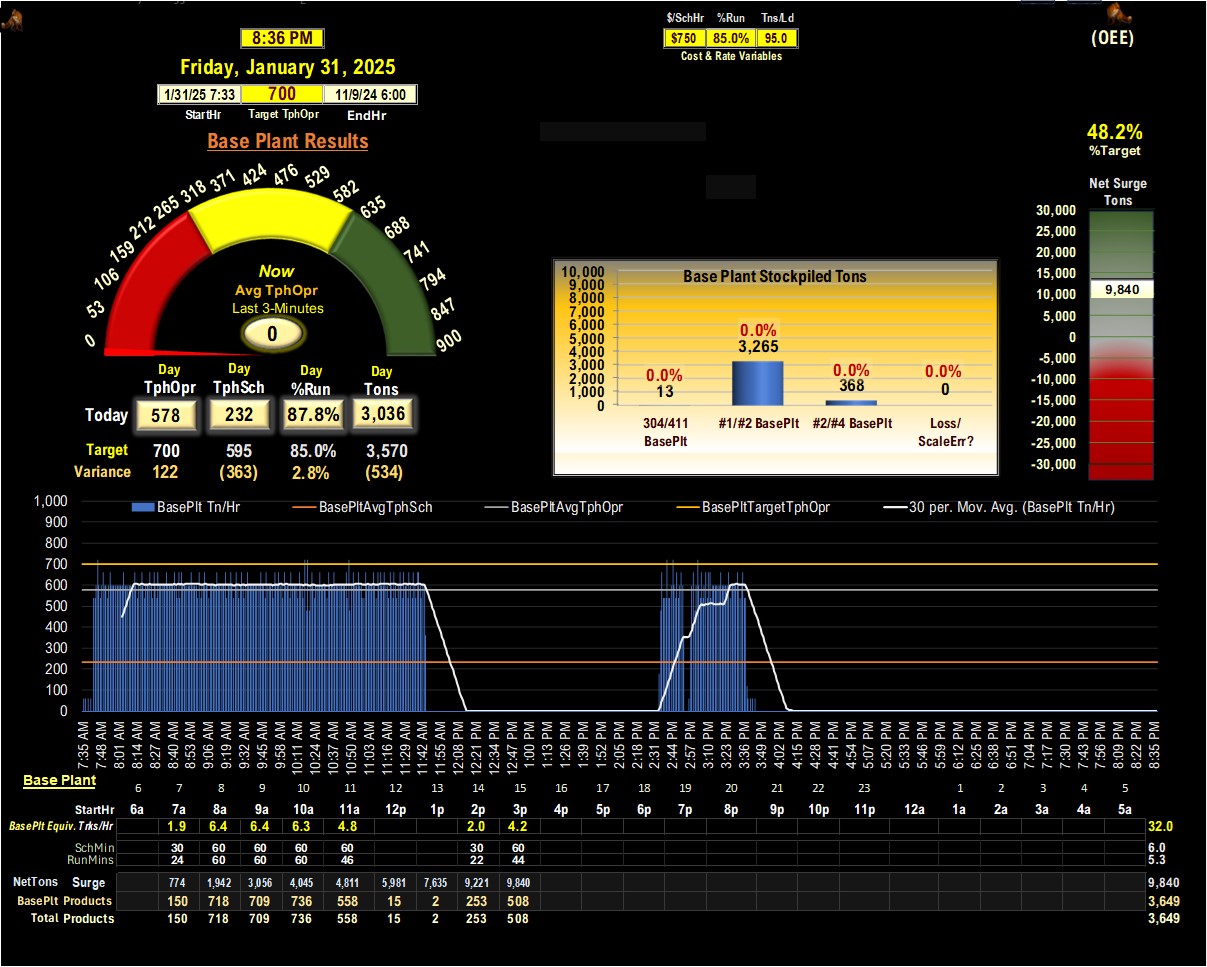 $/SchHr %Run Tns/Ld
$750 85.0% 95.0
Cost & Rate Variables
(OEE)
8:36 PM
Friday, January 31, 2025
1/31/25 7:33 700 11/9/24 6:00
StartHr Target TphOpr EndHr
Base Plant Results
48.2%
%Target
Net Surge
Tons
30,000
25,000
20,000
15,000
10,000
5,000
0
-5,000
-10,000
-15,000
-20,000
-25,000
-30,000
9,840
0 53 106 159 212 265 318 371 424 476 529 582 635 688 741 794 847 900
Now
Avg TphOpr
Last 3-Minutes
0
Day Day Day Day
TphOpr TphSch %Run Tons
Today 578 232 87.8% 3,036
Target 700 595 85.0% 3,570
Variance 122 (363) 2.8% (534)
Base Plant Stockpiled Tons
10,000
9,000
8,000
7,000
6,000
5,000
4,000
3,000
2,000
1,000
0
0.0% 0.0% 0.0% 0.0%
13 3,265 368 0
304/411 BasePlt #1/#2 BasePlt #2/#4 BasePlt Loss/ ScaleErr?
BasePlt Tn/Hr BasePltAvgTphSch BasePltAvgTphOpr BasePltTargetTphOpr 30 per. Mov. Avg. (BasePlt Tn/Hr)
1,000
900
800
700
600
500
400
300
200
100
0
7:35 AM 7:48 AM 8:01 AM 8:14 AM 8:27 AM 8:40 AM 8:53 AM 9:06 AM 9:19 AM 9:32 AM 9:45 AM 9:58 AM 10:11 AM 10:24 AM 10:37 AM 10:50 AM 11:03 AM 11:16 AM 11:29 AM 11:42 AM 11:55 AM 12:08 PM 12:21 PM 12:34 PM 12:47 PM 1:00 PM 1:13 PM 1:26 PM 1:39 PM 1:52 PM 2:05 PM 2:18 PM 2:31 PM 2:44 PM 2:57 PM 3:10 PM 3:23 PM 3:36 PM 3:49 PM 4:02 PM 4:15 PM 4:28 PM 4:41 PM 4:54 PM 5:07 PM 5:20 PM 5:33 PM 5:46 PM 5:59 PM 6:12 PM 6:25 PM 6:38 PM 6:51 PM 7:04 PM 7:17 PM 7:30 PM 7:43 PM 7:56 PM 8:09 PM 8:22 PM 8:35 PM
Base Plant
6 7 8 9 10 11 12 13 14 15 16 17 18 19 20 21 22 23 1 2 3 4 5
StartHr 6a 7a 8a 9a 10a 11a 12p 1p 2p 3p 4p 5p 6p 7p 8p 9p 10p 11p 12a 1a 2a 3a 4a 5a
BasePlt Equiv. Trks/Hrs 1.9 6.4 6.4 6.3 4.8 2.0 4.2 32.0
SchMin 30 60 60 60 60 30 60 6.0
RunMins 24 60 60 60 46 22 44 5.3
NetTons Surge 774 1,942 3,056 4,045 4,811 5,981 7,635 9,221 9,840 9,840
BasePlt Products 150 718 709 736 558 15 2 253 508 3,649
Total Products 150 718 709 736 558 15 2 253 508 3,649